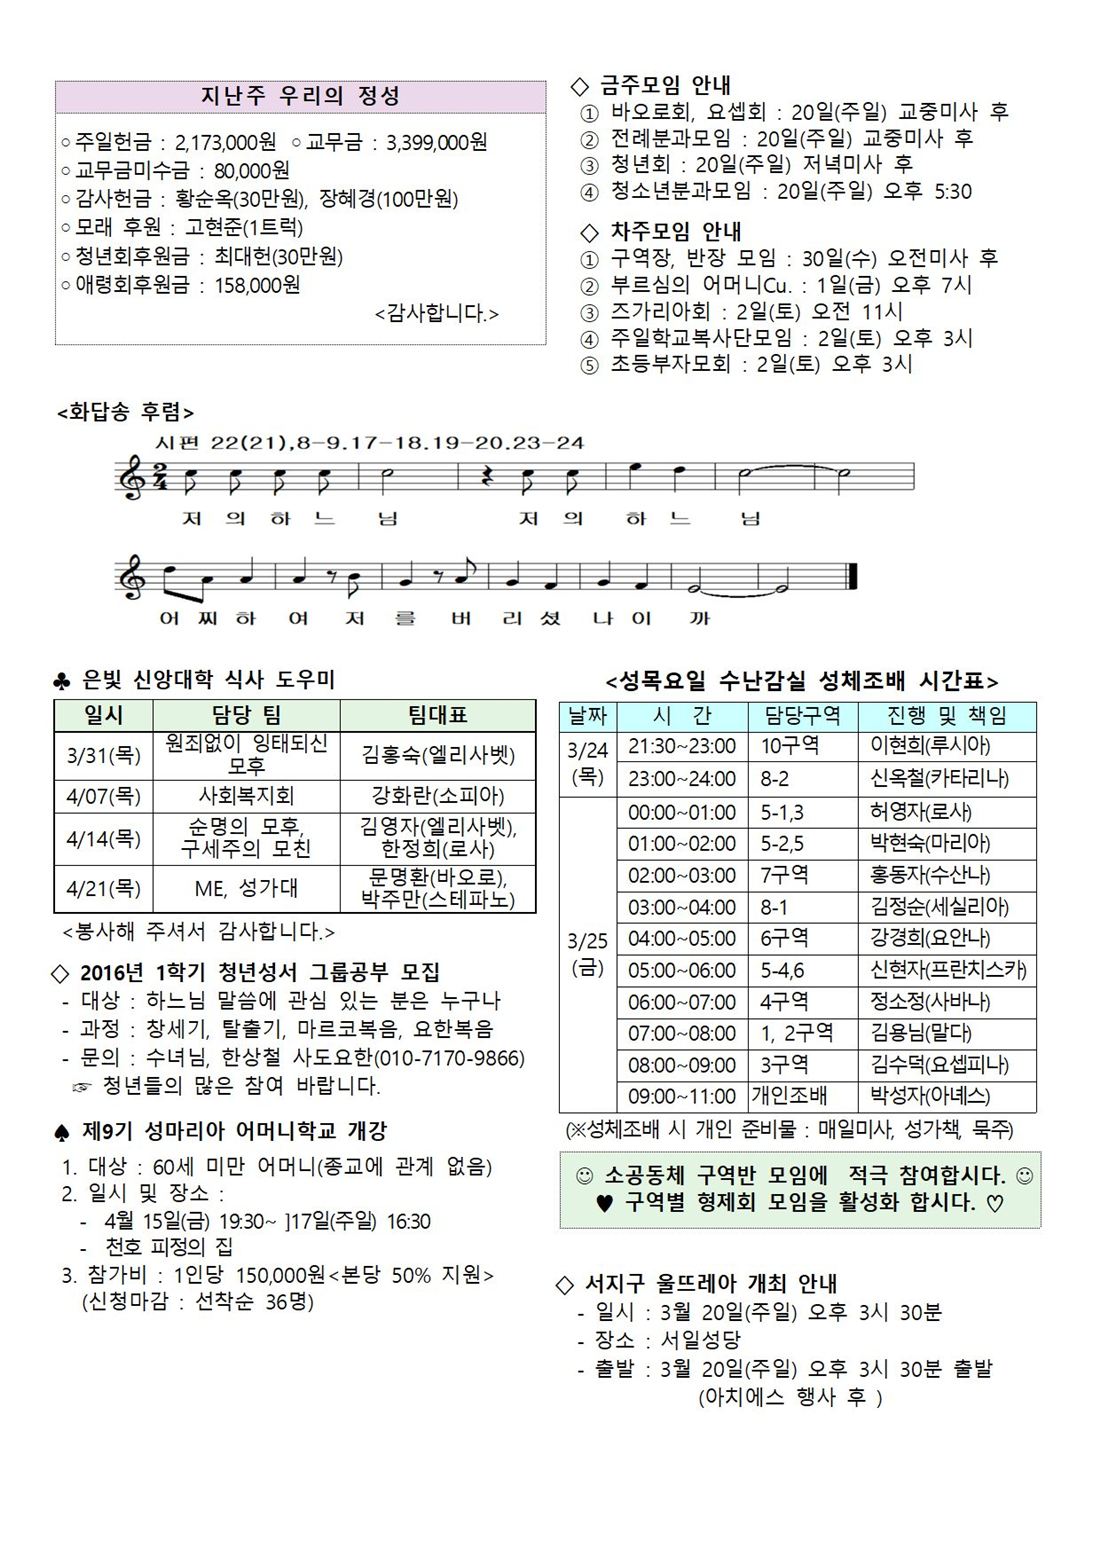 지난주 우리의 정성
○ 주일헌금 : 2,173,000원 ○ 교무금 : 3,399,000원
○ 교무금미수금 : 80,000원
○ 감사헌금 : 황순옥(30만원), 장혜경(100만원)
○ 모래 후원 : 고현준(1트럭)
○ 청년회후원금 : 최대헌(30만원)
○ 애령회후원금 : 158,000원
<감사합니다.>
◇ 금주모임 안내
① 바오로회, 요셉회 : 20일(주일) 교중미사 후
② 전례분과모임 : 20일(주일) 교중미사 후
③ 청년회 : 20일(주일) 저녁미사 후
④ 청소년분과모임 : 20일(주일) 오후 5:30
◇ 차주모임 안내
① 구역장, 반장 모임 : 30일(수) 오전미사 후
② 부르심의 어머니Cu. : 1일(금) 오후 7시
③ 즈가리아회 : 2일(토) 오전 11시
④ 주일학교복사단모임 : 2일(토) 오후 3시
⑤ 초등부자모회 : 2일(토) 오후 3시
<화답송 후렴>
시편 22(21),8-9.17-18.19-20.23-24
2
4
저 의 하 느 님 저 의 하 느 님
어 찌 하 여 저 를 버 리 셨 나 이 까
♣ 은빛 신앙대학 식사 도우미
일시 담당 팀 팀대표
3/31(목) 원죄없이 잉태되신 모후 김홍숙(엘리사벳)
4/07(목) 사회복지회 강화란(소피아)
4/14(목) 순명의 모후, 구세주의 모친 김영자(엘리사벳), 한정희(로사)
4/21(목) ME, 성가대 문명환(바오로), 박주만(스테파노)
<봉사해 주셔서 감사합니다.>
◇ 2016년 1학기 청년성서 그룹공부 모집
- 대상 : 하느님 말씀에 관심 있는 분은 누구나
- 과정 : 창세기, 탈출기, 마르코복음, 요한복음
- 문의 : 수녀님, 한상철 사도요한(010-7170-9866)
☞ 청년들의 많은 참여 바랍니다.
♠ 제9기 성마리아 어머니학교 개강
1. 대상 : 60세 미만 어머니(종교에 관계 없음)
2. 일시 및 장소 :
- 4월 15일(금) 19:30~ ]17일(주일) 16:30
- 천호 피정의 집
3. 참가비 : 1인당 150,000원<본당 50% 지원>
(신청마감 : 선착순 36명)
<성목요일 수난감실 성체조배 시간표>
날짜 시 간 담당구역 진행 및 책임
3/24 (목) 21:30~23:00 10구역 이현희(루시아)
23:00~24:00 8-2 신옥철(카타리나)
3/25 (금) 00:00~01:00 5-1,3 허영자(로사)
01:00~02:00 5-2,5 박현숙(마리아)
02:00~03:00 7구역 홍동자(수산나)
03:00~04:00 8-1 김정순(세실리아)
04:00~05:00 6구역 강경희(요안나)
05:00~06:00 5-4,6 신현자(프란치스카)
06:00~07:00 4구역 정소정(사바나)
07:00~08:00 1, 2구역 김용님(말다)
08:00~09:00 3구역 김수덕(요셉피나)
09:00~11:00 개인조배 박성자(아녜스)
(※성체조배 시 개인 준비물 : 매일미사, 성가책, 묵주)
☺ 소공동체 구역반 모임에 적극 참여합시다. ☺
♥ 구역별 형제회 모임을 활성화 합시다. ♡
◇ 서지구 울뜨레아 개최 안내
- 일시 : 3월 20일(주일) 오후 3시 30분
- 장소 : 서일성당
- 출발 : 3월 20일(주일) 오후 3시 30분 출발
(아치에스 행사 후 )